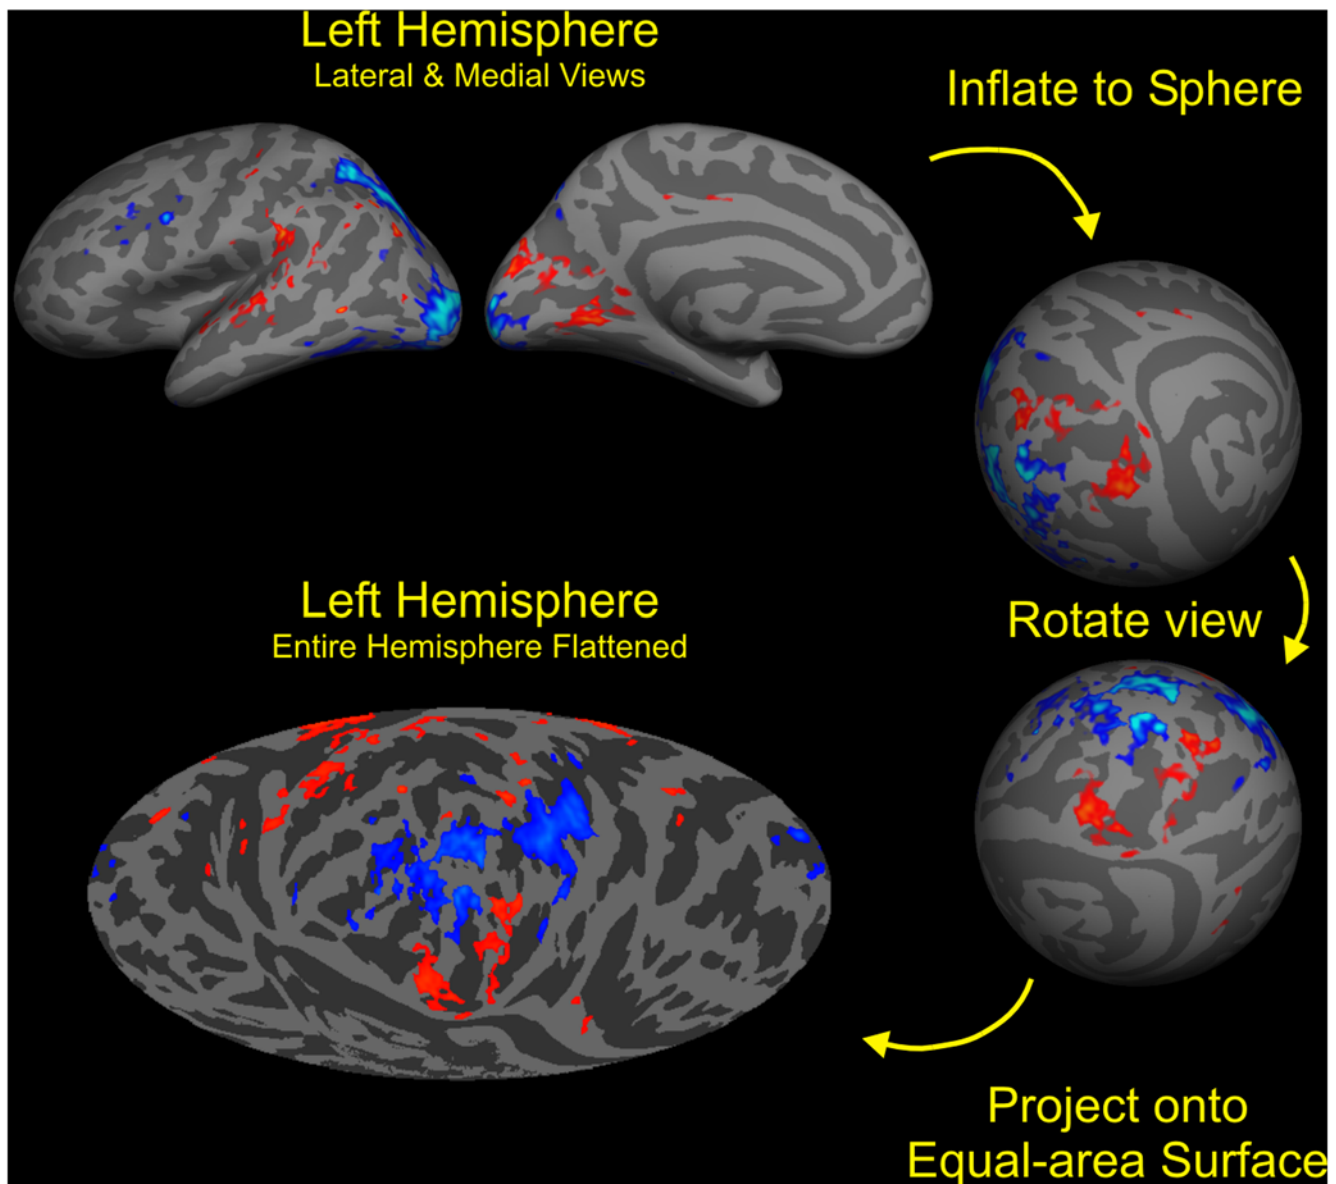 Left Hemisphere
Lateral & Medial Views
Inflate to Sphere
Rotate view
Left Hemisphere
Entire Hemisphere Flattened
Project onto
Equal-area Surface